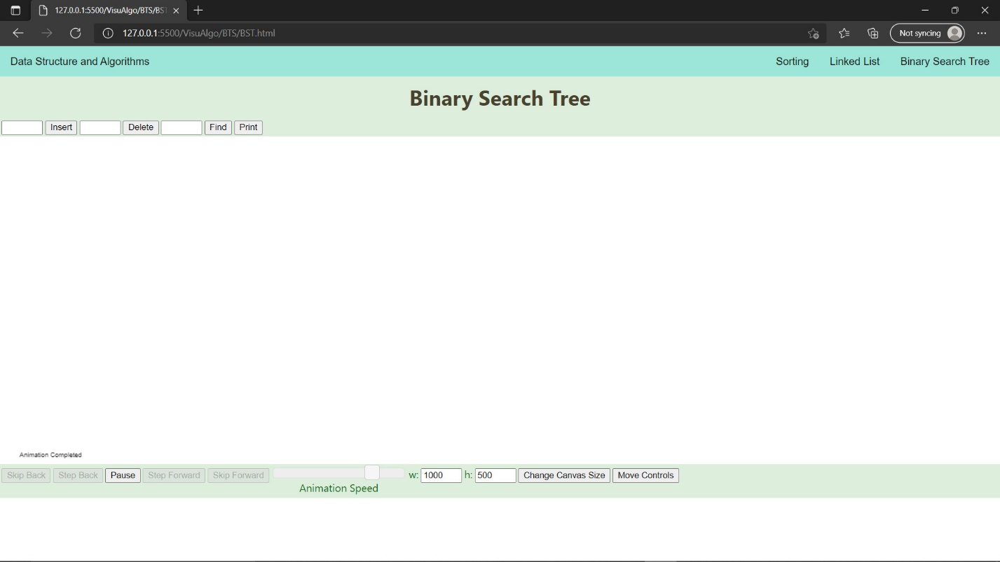 127.0.0.1:5500/VisuAlgo/BTS/BST
127.0.0.1:5500/VisuAlgo/BTS/BST.html
Not syncing
Data Structure and Algorithms Sorting Linked List Binary Search Tree
Binary Search Tree
Insert Delete Find Print
Animation Completed
Skip Back Step Back Pause Step Forward Skip Forward w: 1000 h: 500 Change Canvas Size Move Controls
Animation Speed